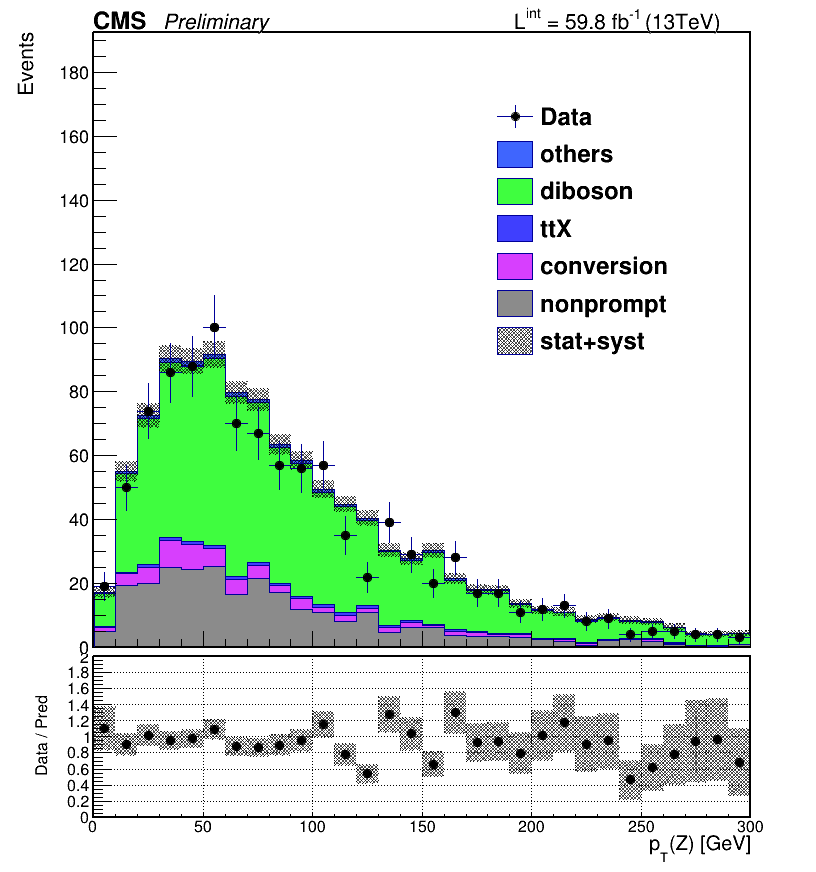 CMS Preliminary L^int = 59.8 fb^-1 (13TeV)
Events
180
160
140
120
100
80
60
40
20
0
Data
others
diboson
ttX
conversion
nonprompt
stat+syst
Data / Pred
2
1.8
1.6
1.4
1.2
1
0.8
0.6
0.4
0.2
0
0 50 100 150 200 250 300
p_T(Z) [GeV]